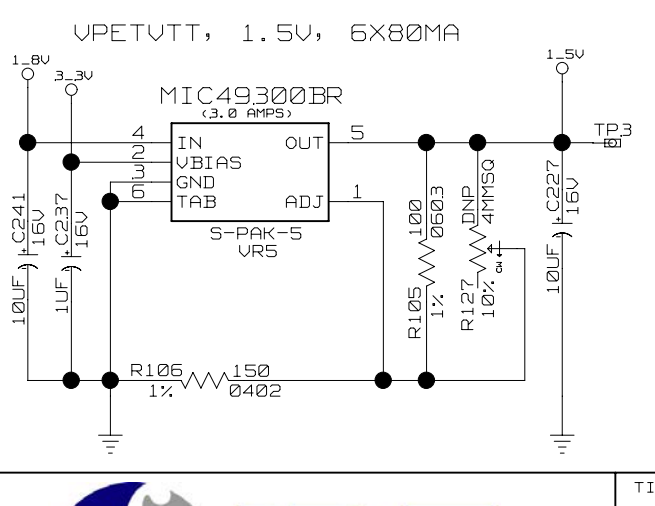 VPETVTT, 1.5V, 6X80MA
1_8V
3_3V
1_5V
MIC49300BR
(3.0 AMPS)
4 IN OUT 5
2 VBIAS
3 GND
6 TAB ADJ 1
S-PAK-5
VR5
TP3
C241
16V
10UF
C237
16V
1UF
100
0603
R105
1%
DNP
4MMSQ
R127
10%
CW
C227
16V
10UF
R106 150
1% 0402
TI